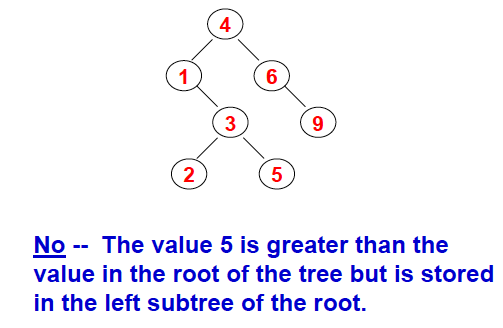 4
1 6
3 9
2 5
No -- The value 5 is greater than the
value in the root of the tree but is stored
in the left subtree of the root.